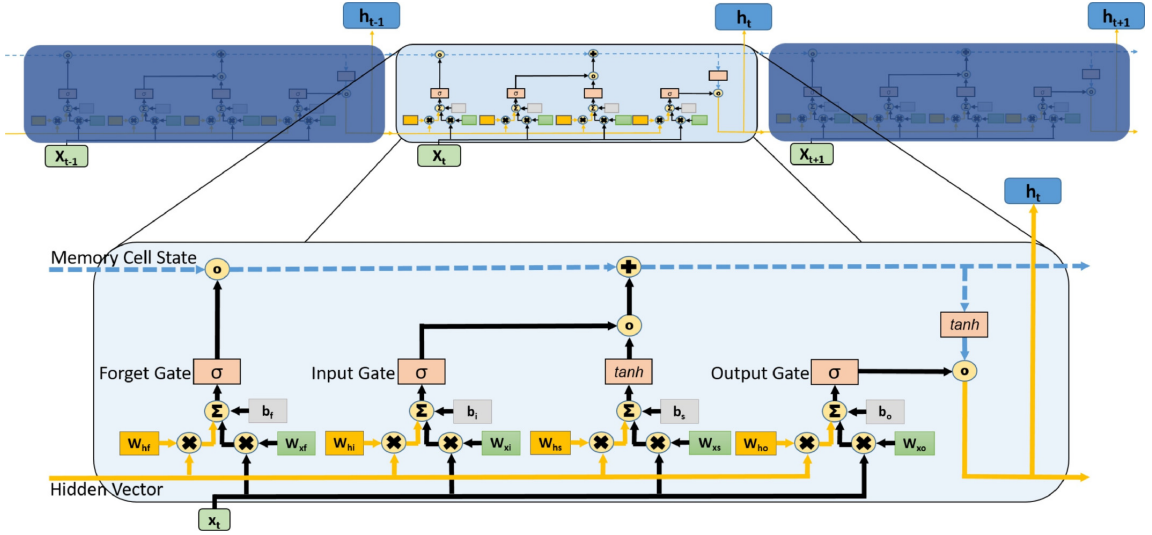 h_t-1
h_t
h_t+1
σ
σ
σ
Σ
Σ
Σ
Σ
X_t-1
X_t
X_t+1
h_t
Memory Cell State
o
+
tanh
o
Forget Gate
σ
Input Gate
σ
tanh
Output Gate
σ
o
Σ
b_f
Σ
b_i
Σ
b_s
Σ
b_o
W_hf
W_xf
W_hi
W_xi
W_hs
W_xs
W_ho
W_xo
Hidden Vector
x_t